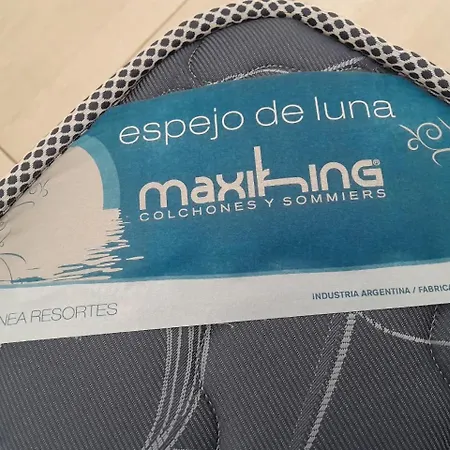 espejo de luna
maxiking®
COLCHONES Y SOMMIERS
NEA RESORTES
INDUSTRIA ARGENTINA / FABRICA